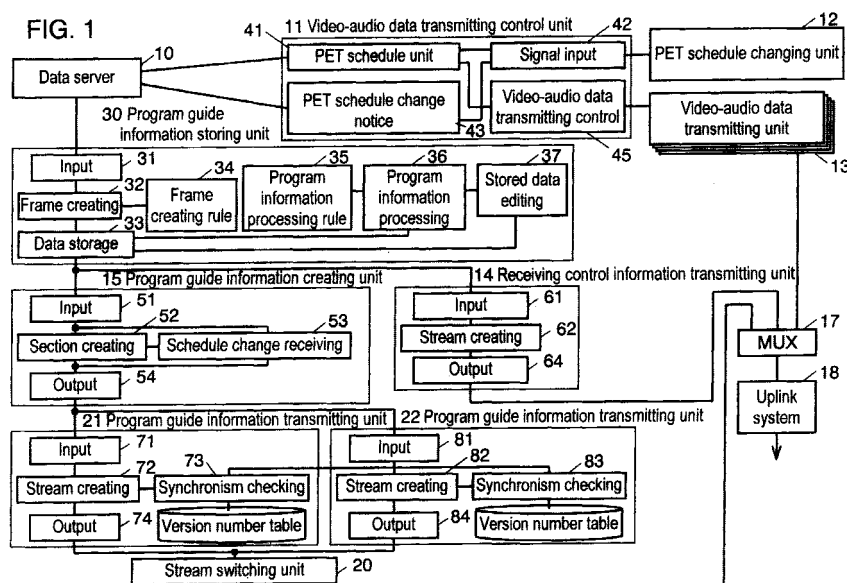 FIG. 1
10
Data server
11 Video-audio data transmitting control unit
41
PET schedule unit
42
Signal input
PET schedule change notice
43
Video-audio data transmitting control
45
12
PET schedule changing unit
Video-audio data transmitting unit
13
30 Program guide information storing unit
Input
31
Frame creating
32
Data storage
33
34
Frame creating rule
35
Program information processing rule
36
Program information processing
37
Stored data editing
15 Program guide information creating unit
Input
51
Section creating
52
53
Schedule change receiving
Output
54
14 Receiving control information transmitting unit
Input
61
Stream creating
62
Output
64
17
MUX
18
Uplink system
21 Program guide information transmitting unit
Input
71
Stream creating
72
73
Synchronism checking
Output
74
Version number table
22 Program guide information transmitting unit
Input
81
Stream creating
82
83
Synchronism checking
Output
84
Version number table
Stream switching unit
20